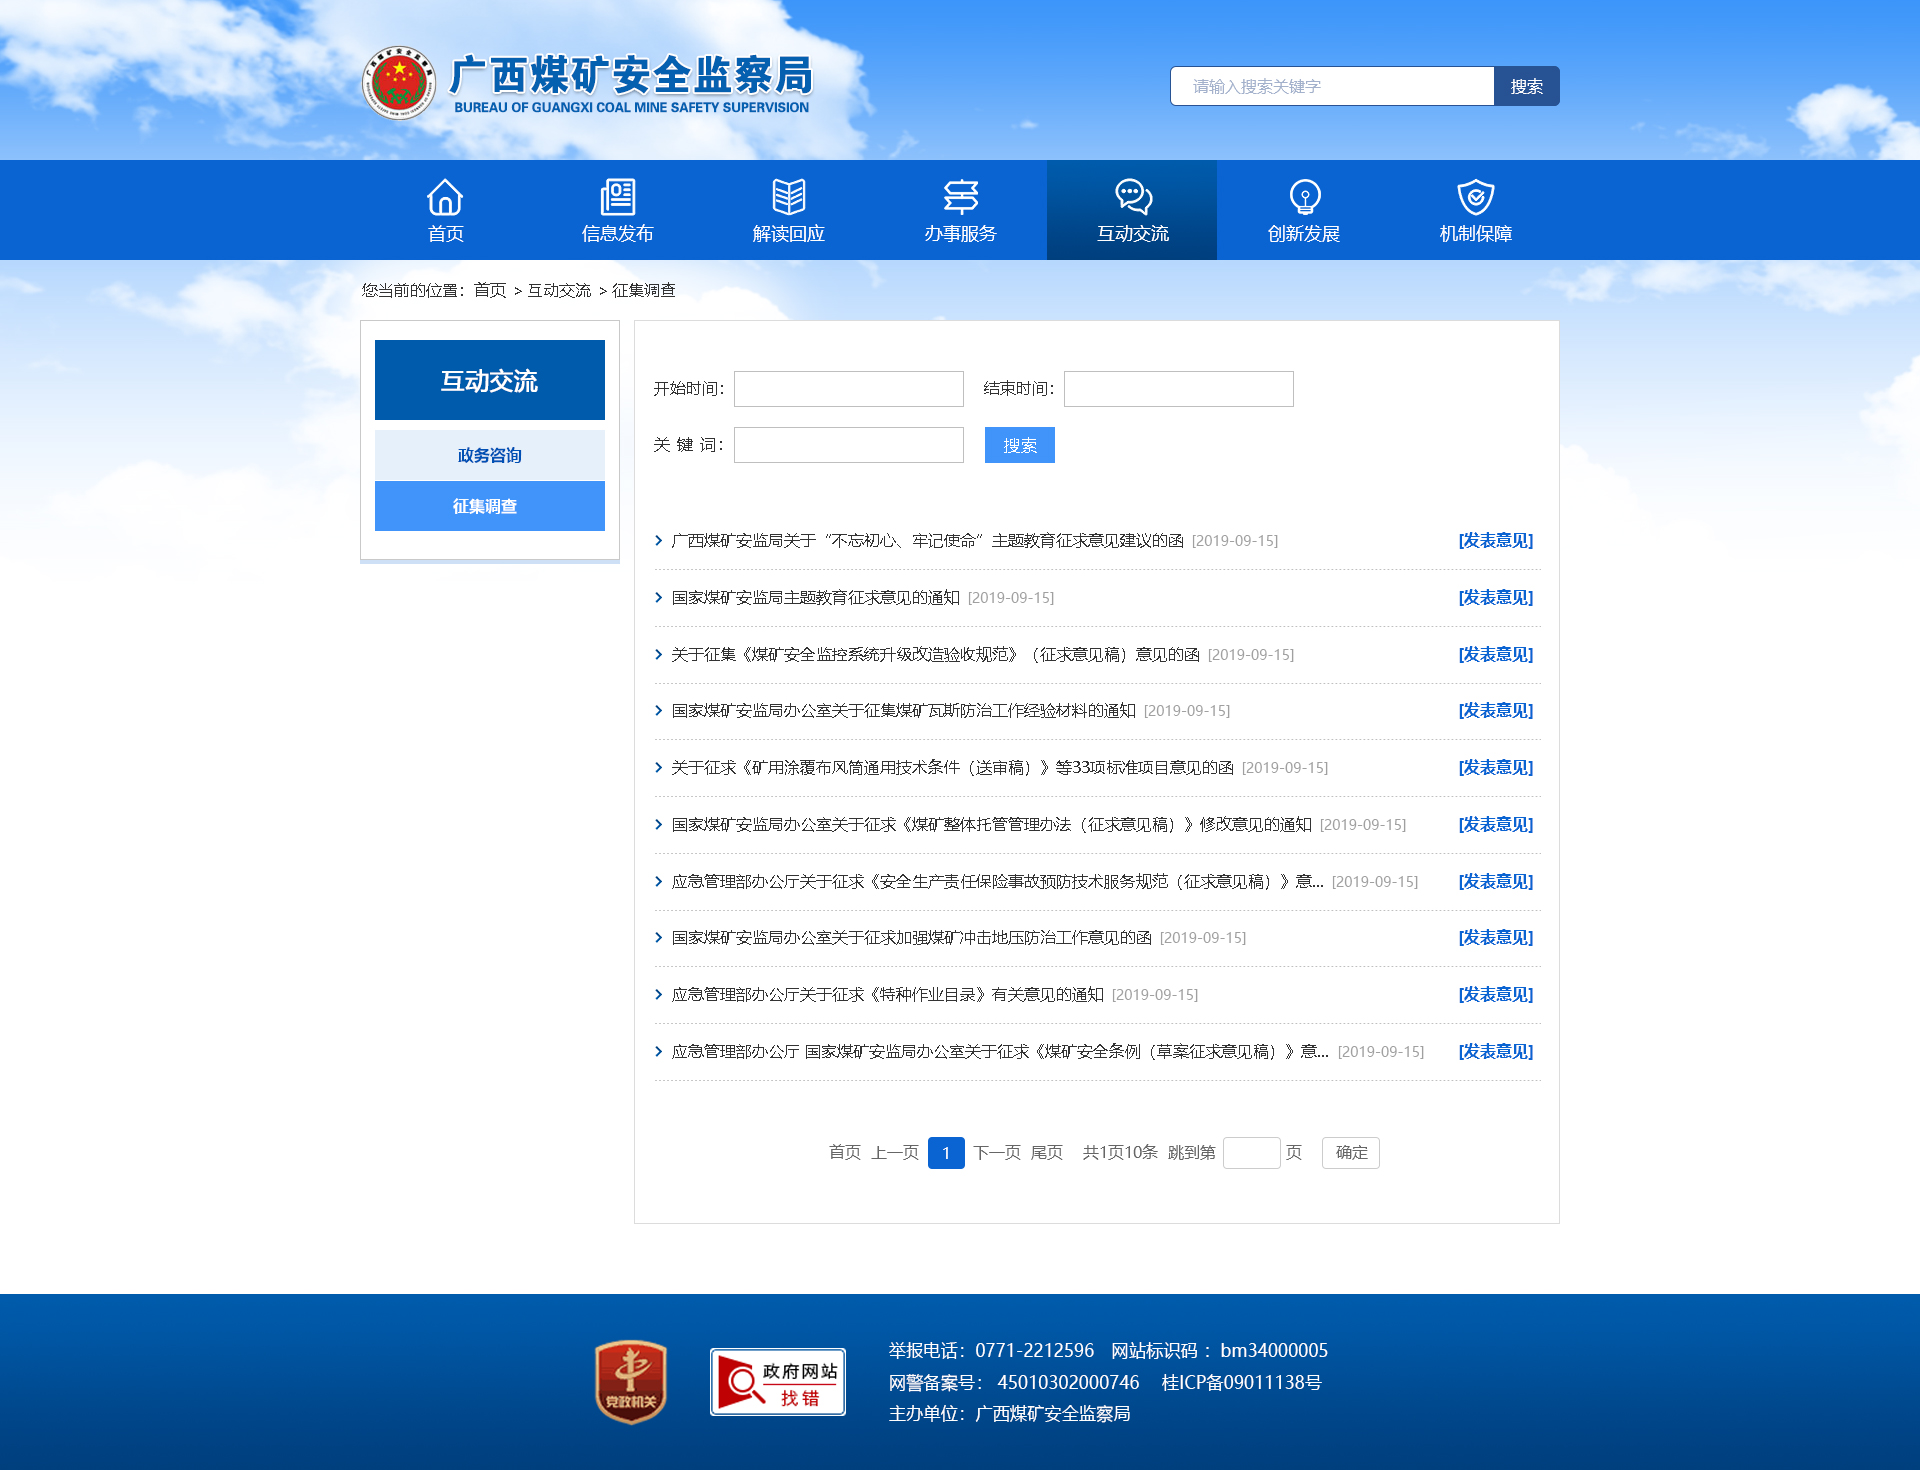 广西煤矿安全监察局
BUREAU OF GUANGXI COAL MINE SAFETY SUPERVISION
请输入搜索关键字 搜索
首页 信息发布 解读回应 办事服务 互动交流 创新发展 机制保障
您当前的位置：首页 > 互动交流 > 征集调查
互动交流
政务咨询
征集调查
开始时间： 结束时间：
关 键 词： 搜索
广西煤矿安监局关于“不忘初心、牢记使命”主题教育征求意见建议的函 [2019-09-15] [发表意见]
国家煤矿安监局主题教育征求意见的通知 [2019-09-15] [发表意见]
关于征集《煤矿安全监控系统升级改造验收规范》（征求意见稿）意见的函 [2019-09-15] [发表意见]
国家煤矿安监局办公室关于征集煤矿瓦斯防治工作经验材料的通知 [2019-09-15] [发表意见]
关于征求《矿用涂覆布风筒通用技术条件（送审稿）》等33项标准项目意见的函 [2019-09-15] [发表意见]
国家煤矿安监局办公室关于征求《煤矿整体托管管理办法（征求意见稿）》修改意见的通知 [2019-09-15] [发表意见]
应急管理部办公厅关于征求《安全生产责任保险事故预防技术服务规范（征求意见稿）》意... [2019-09-15] [发表意见]
国家煤矿安监局办公室关于征求加强煤矿冲击地压防治工作意见的函 [2019-09-15] [发表意见]
应急管理部办公厅关于征求《特种作业目录》有关意见的通知 [2019-09-15] [发表意见]
应急管理部办公厅 国家煤矿安监局办公室关于征求《煤矿安全条例（草案征求意见稿）》意... [2019-09-15] [发表意见]
首页 上一页 1 下一页 尾页 共1页10条 跳到第 页 确定
党政机关
政府网站
找错
举报电话：0771-2212596 网站标识码 ：bm34000005
网警备案号： 45010302000746 桂ICP备09011138号
主办单位：广西煤矿安全监察局